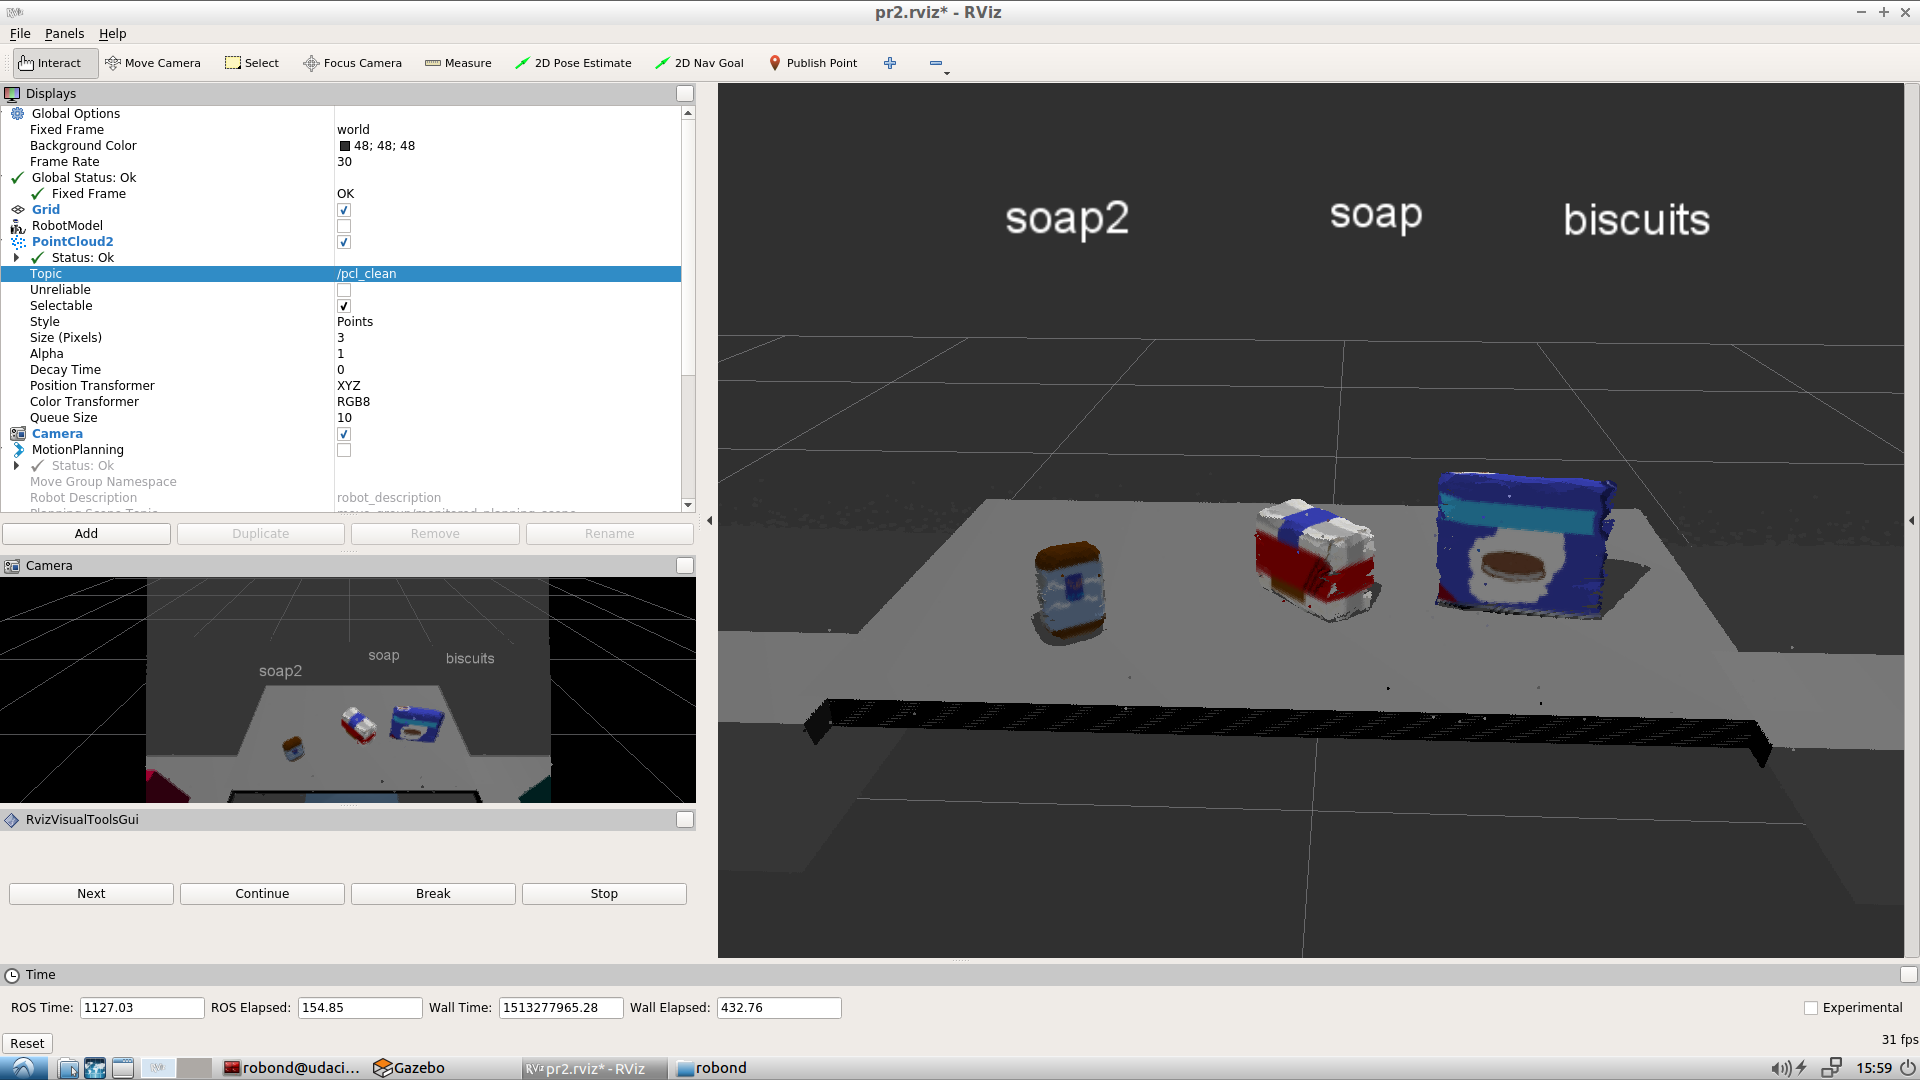 pr2.rviz* - RViz
File Panels Help
Interact Move Camera Select Focus Camera Measure 2D Pose Estimate 2D Nav Goal Publish Point
Displays
Global Options
Fixed Frame world
Background Color 48; 48; 48
Frame Rate 30
Global Status: Ok
Fixed Frame OK
Grid
RobotModel
PointCloud2
Status: Ok
Topic /pcl_clean
Unreliable
Selectable
Style Points
Size (Pixels) 3
Alpha 1
Decay Time 0
Position Transformer XYZ
Color Transformer RGB8
Queue Size 10
Camera
MotionPlanning
Status: Ok
Move Group Namespace
Robot Description robot_description
Planning Scene Topic move_group/monitored_planning_scene
Add Duplicate Remove Rename
Camera
soap2 soap biscuits
RvizVisualToolsGui
Next Continue Break Stop
soap2 soap biscuits
Time
ROS Time: 1127.03 ROS Elapsed: 154.85 Wall Time: 1513277965.28 Wall Elapsed: 432.76 Experimental
Reset 31 fps
robond@udaci... Gazebo RViz pr2.rviz* - RViz robond 15:59